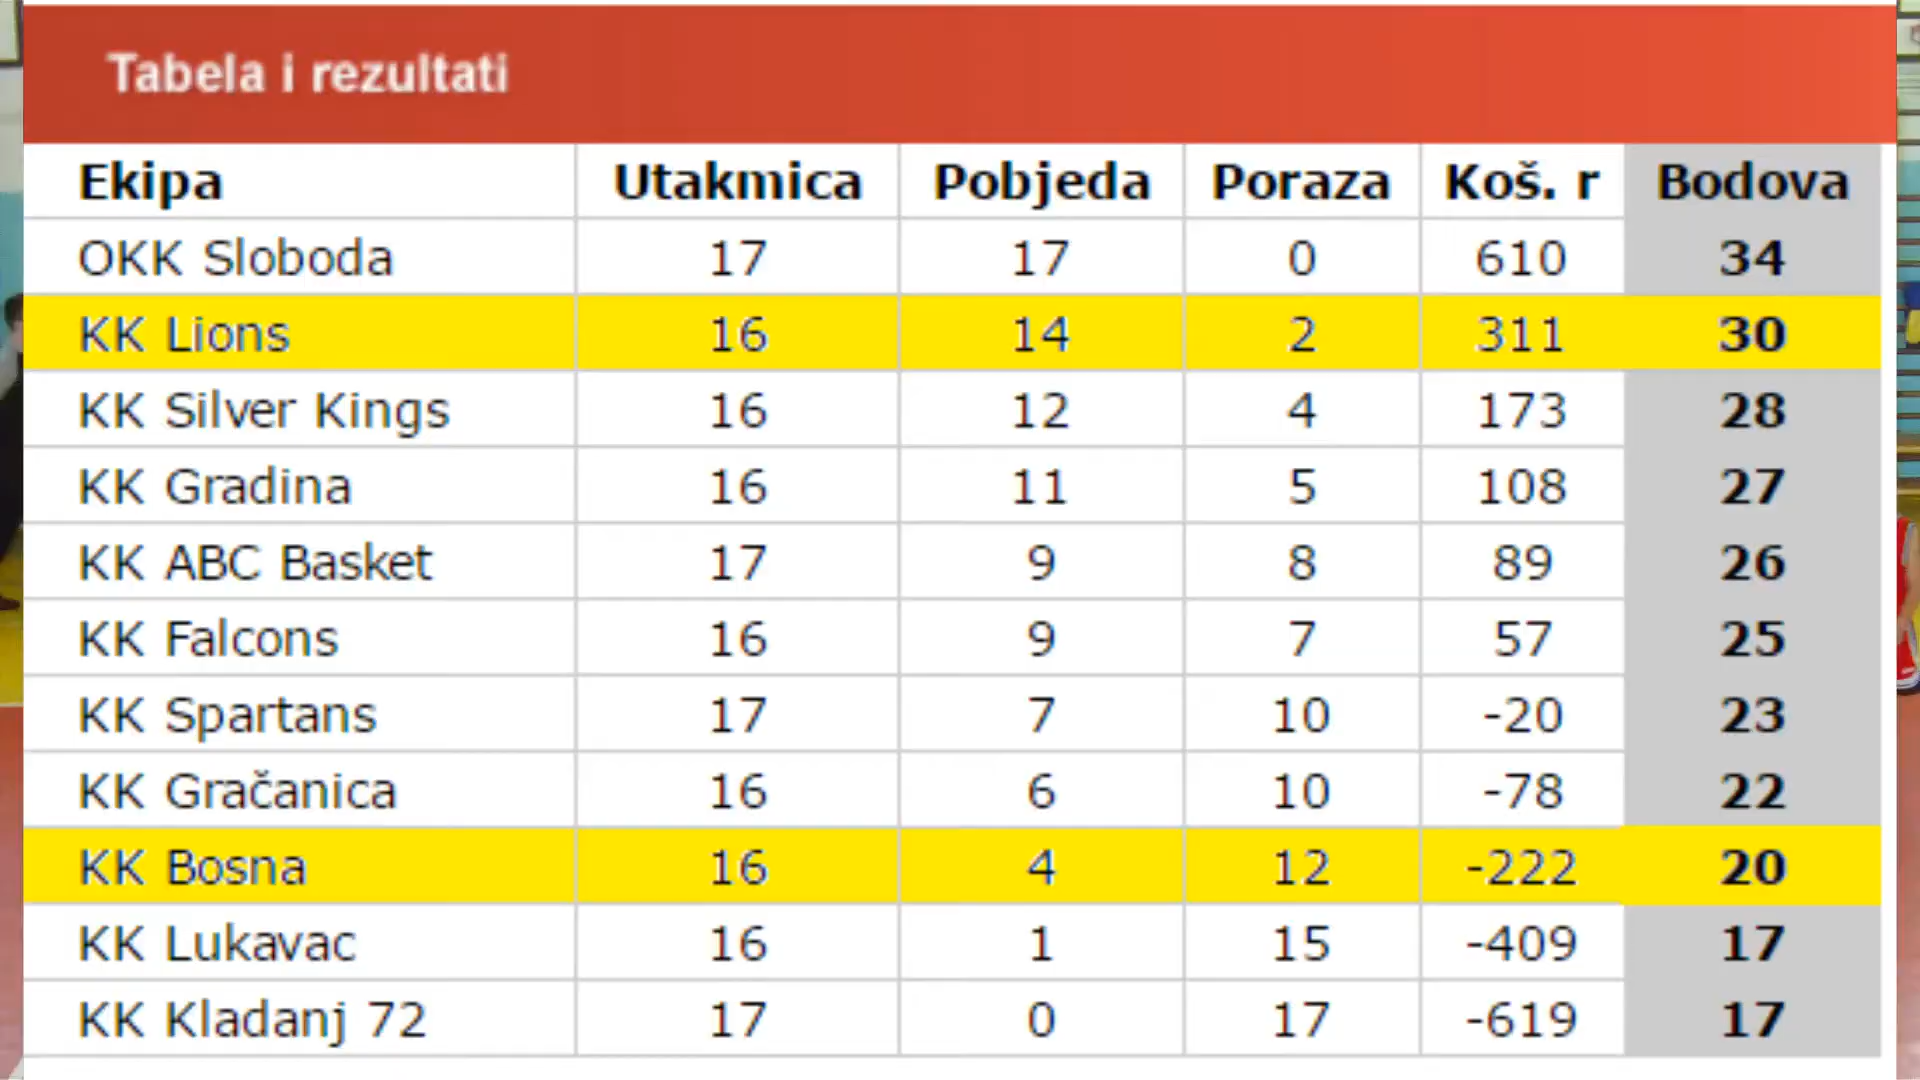 Tabela i rezultati
Ekipa Utakmica Pobjeda Poraza Koš. r Bodova
OKK Sloboda 17 17 0 610 34
KK Lions 16 14 2 311 30
KK Silver Kings 16 12 4 173 28
KK Gradina 16 11 5 108 27
KK ABC Basket 17 9 8 89 26
KK Falcons 16 9 7 57 25
KK Spartans 17 7 10 -20 23
KK Gračanica 16 6 10 -78 22
KK Bosna 16 4 12 -222 20
KK Lukavac 16 1 15 -409 17
KK Kladanj 72 17 0 17 -619 17